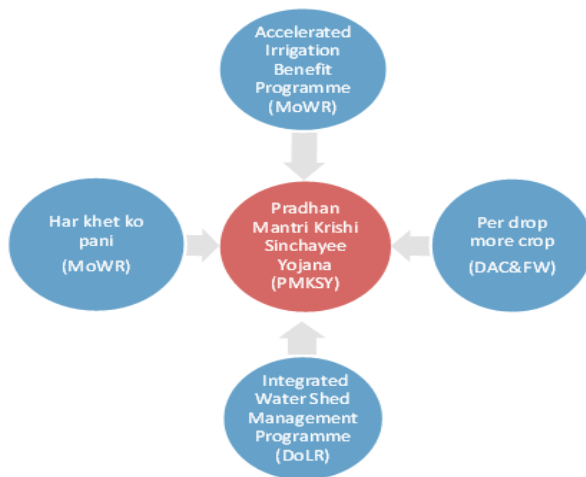 Accelerated
Irrigation
Benefit
Programme
(MoWR)
Har khet ko
pani
(MoWR)
Pradhan
Mantri Krishi
Sinchayee
Yojana
(PMKSY)
Per drop
more crop
(DAC&FW)
Integrated
Water Shed
Management
Programme
(DoLR)